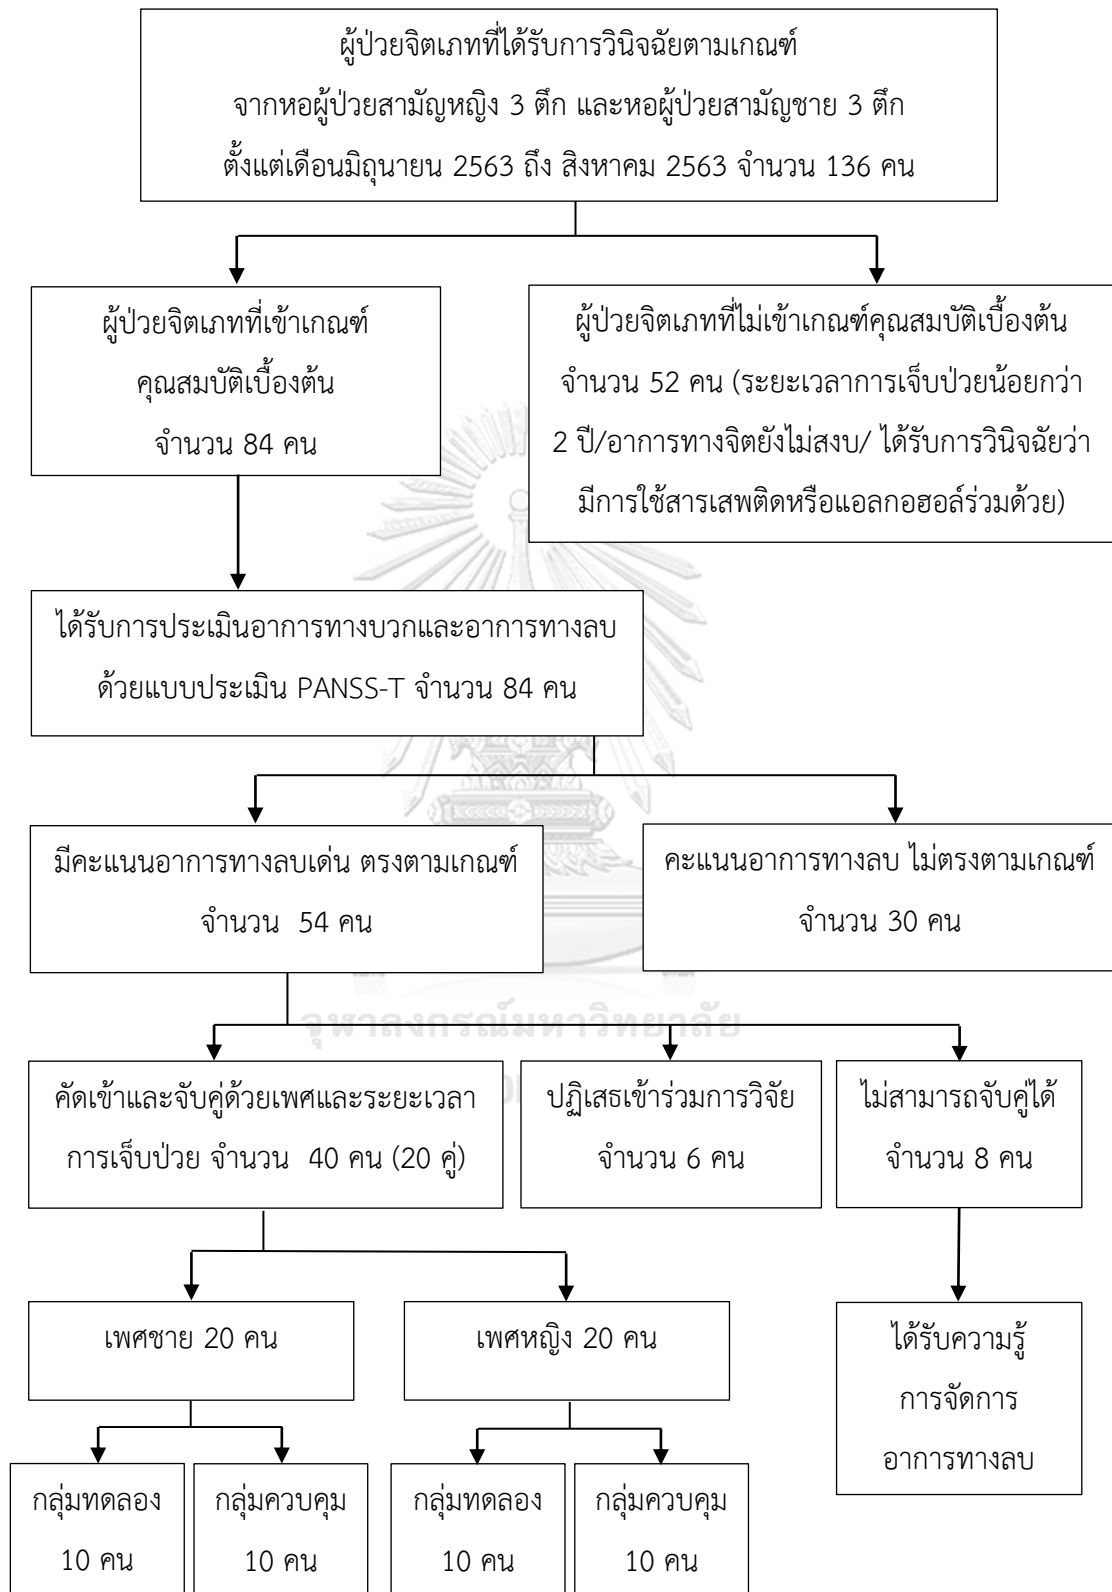 ผู้ป่วยจิตเภทที่ได้รับการวินิจฉัยตามเกณฑ์
จากหอผู้ป่วยสามัญหญิง 3 ตึก และหอผู้ป่วยสามัญชาย 3 ตึก
ตั้งแต่เดือนมิถุนายน 2563 ถึง สิงหาคม 2563 จำนวน 136 คน
ผู้ป่วยจิตเภทที่เข้าเกณฑ์
คุณสมบัติเบื้องต้น
จำนวน 84 คน
ผู้ป่วยจิตเภทที่ไม่เข้าเกณฑ์คุณสมบัติเบื้องต้น
จำนวน 52 คน (ระยะเวลาการเจ็บป่วยน้อยกว่า
2 ปี/อาการทางจิตยังไม่สงบ/ ได้รับการวินิจฉัยว่า
มีการใช้สารเสพติดหรือแอลกอฮอล์ร่วมด้วย)
ได้รับการประเมินอาการทางบวกและอาการทางลบ
ด้วยแบบประเมิน PANSS-T จำนวน 84 คน
มีคะแนนอาการทางลบเด่น ตรงตามเกณฑ์
จำนวน 54 คน
คะแนนอาการทางลบ ไม่ตรงตามเกณฑ์
จำนวน 30 คน
จุฬาลงกรณ์มหาวิทยาลัย
คัดเข้าและจับคู่ด้วยเพศและระยะเวลา
การเจ็บป่วย จำนวน 40 คน (20 คู่)
ปฏิเสธเข้าร่วมการวิจัย
จำนวน 6 คน
ไม่สามารถจับคู่ได้
จำนวน 8 คน
เพศชาย 20 คน
เพศหญิง 20 คน
ได้รับความรู้
การจัดการ
อาการทางลบ
กลุ่มทดลอง
10 คน
กลุ่มควบคุม
10 คน
กลุ่มทดลอง
10 คน
กลุ่มควบคุม
10 คน